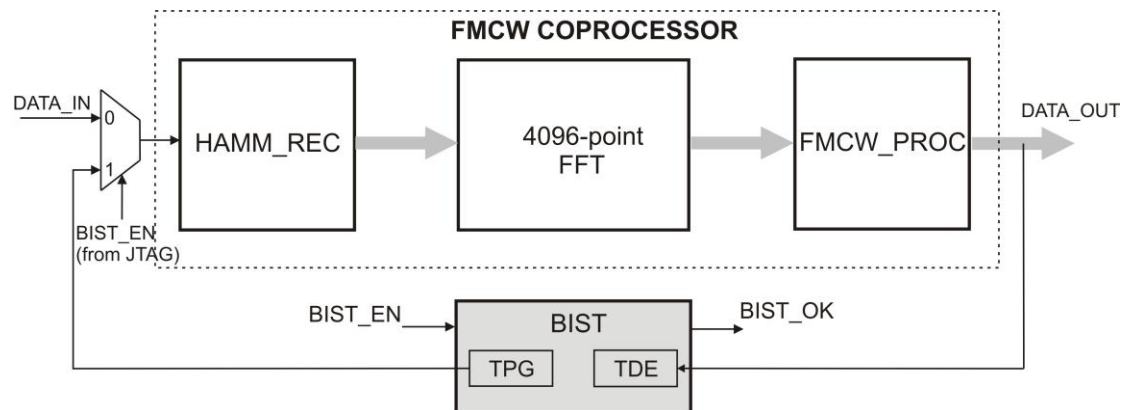 FMCW COPROCESSOR
DATA_IN
0
1
HAMM_REC
4096-point
FFT
FMCW_PROC
DATA_OUT
BIST_EN
(from JTAG)
BIST_EN
BIST
BIST_OK
TPG
TDE